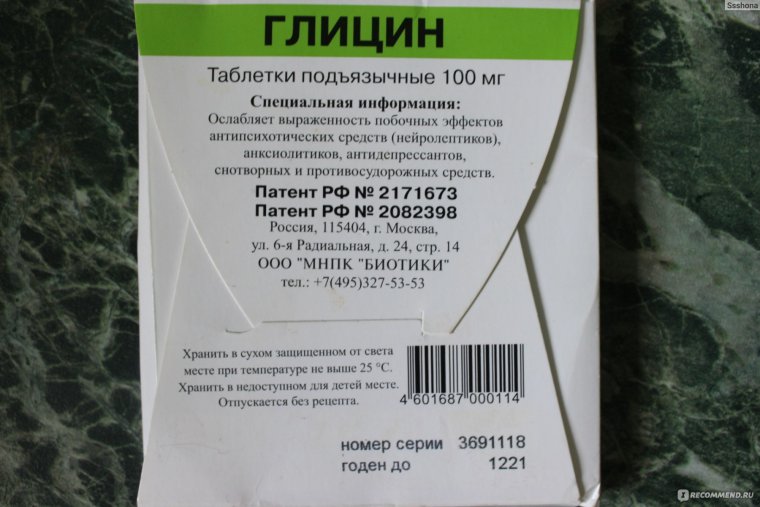 Ssshona
ГЛИЦИН
Таблетки подъязычные 100 мг
Специальная информация:
Ослабляет выраженность побочных эффектов
антипсихотических средств (нейролептиков),
анксиолитиков, антидепрессантов,
снотворных и противосудорожных средств.
Патент РФ № 2171673
Патент РФ № 2082398
Россия, 115404, г. Москва,
ул. 6-я Радиальная, д. 24, стр. 14
ООО "МНПК "БИОТИКИ"
тел.: +7(495)327-53-53
Хранить в сухом защищенном от света
месте при температуре не выше 25 °C.
Хранить в недоступном для детей месте.
Отпускается без рецепта.
4 601687 000114
номер серии 3691118
годен до 1221
IRECOMMEND.RU